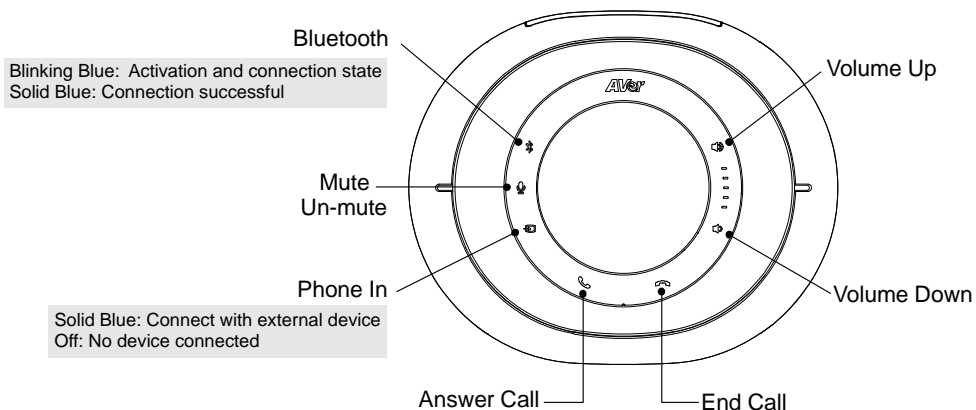 Bluetooth
Blinking Blue:  Activation and connection state
Solid Blue: Connection successful
Mute
Un-mute
Phone In
Solid Blue: Connect with external device
Off: No device connected
Answer Call
End Call
AVer
Volume Up
Volume Down